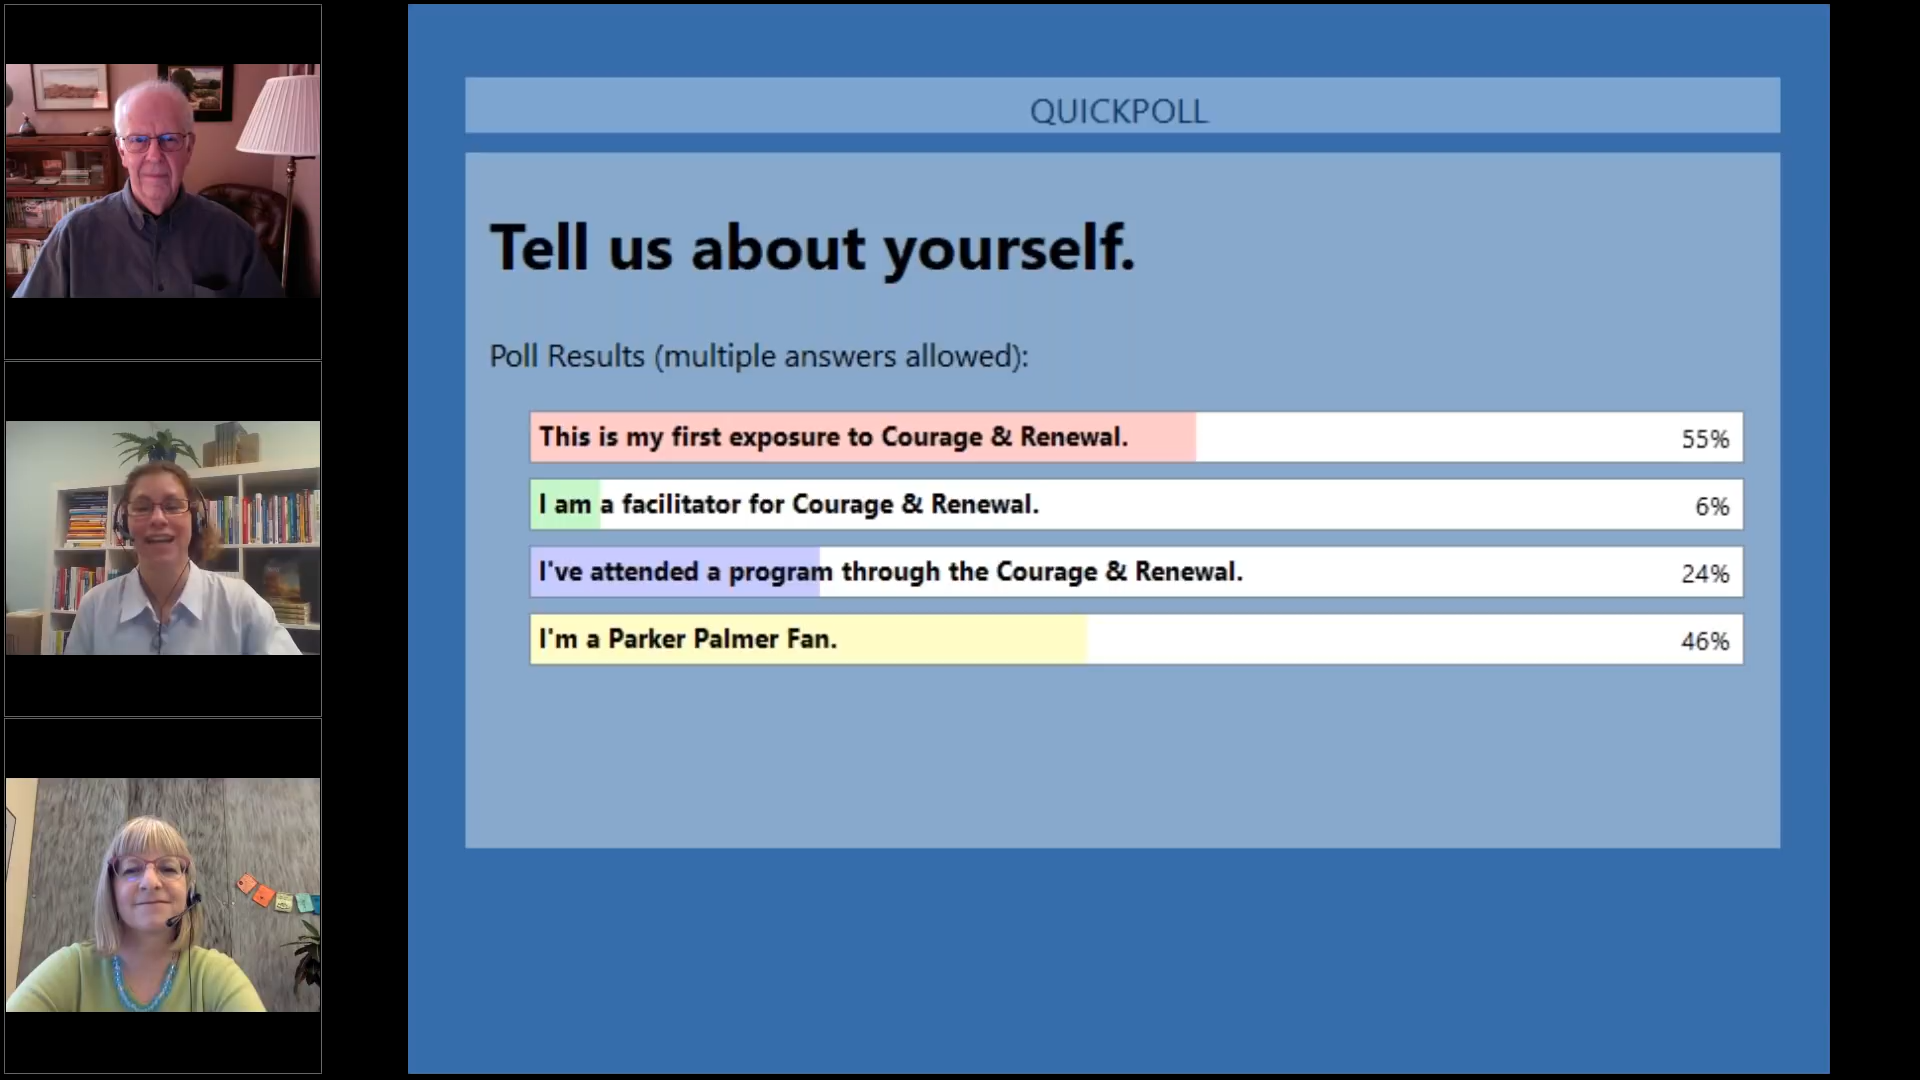 QUICKPOLL
Tell us about yourself.
Poll Results (multiple answers allowed):
This is my first exposure to Courage & Renewal. 55%
I am a facilitator for Courage & Renewal. 6%
I've attended a program through the Courage & Renewal. 24%
I'm a Parker Palmer Fan. 46%